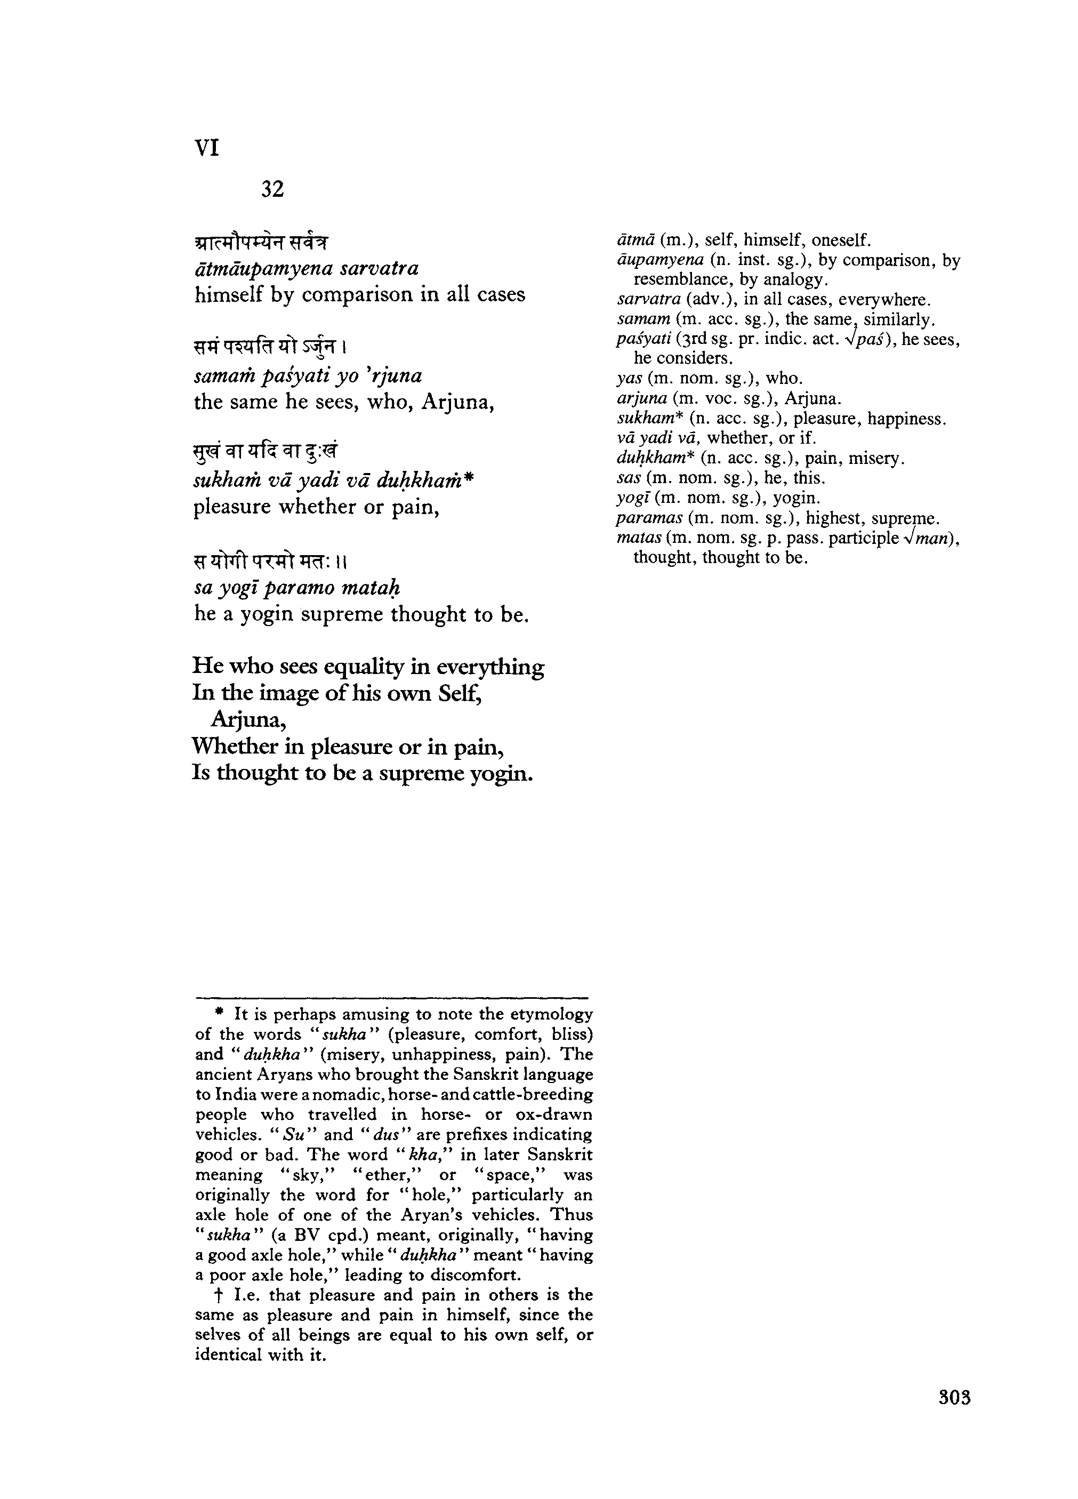 VI
32
आत्मौपम्येन सर्वत्र
ātmāupamyena sarvatra
himself by comparison in all cases
समं पश्यति यो ऽर्जुन ।
samaṁ paśyati yo 'rjuna
the same he sees, who, Arjuna,
सुखं वा यदि वा दुःखं
sukhaṁ vā yadi vā duḥkhaṁ*
pleasure whether or pain,
स योगी परमो मतः ॥
sa yogī paramo mataḥ
he a yogin supreme thought to be.
He who sees equality in everything
In the image of his own Self,
Arjuna,
Whether in pleasure or in pain,
Is thought to be a supreme yogin.
ātmā (m.), self, himself, oneself.
āupamyena (n. inst. sg.), by comparison, by
resemblance, by analogy.
sarvatra (adv.), in all cases, everywhere.
samam (m. acc. sg.), the same, similarly.
paśyati (3rd sg. pr. indic. act. √paś), he sees,
he considers.
yas (m. nom. sg.), who.
arjuna (m. voc. sg.), Arjuna.
sukham* (n. acc. sg.), pleasure, happiness.
vā yadi vā, whether, or if.
duḥkham* (n. acc. sg.), pain, misery.
sas (m. nom. sg.), he, this.
yogī (m. nom. sg.), yogin.
paramas (m. nom. sg.), highest, supreme.
matas (m. nom. sg. p. pass. participle √man),
thought, thought to be.
* It is perhaps amusing to note the etymology
of the words "sukha" (pleasure, comfort, bliss)
and "duḥkha" (misery, unhappiness, pain). The
ancient Aryans who brought the Sanskrit language
to India were a nomadic, horse- and cattle-breeding
people who travelled in horse- or ox-drawn
vehicles. "Su" and "dus" are prefixes indicating
good or bad. The word "kha," in later Sanskrit
meaning "sky," "ether," or "space," was
originally the word for "hole," particularly an
axle hole of one of the Aryan's vehicles. Thus
"sukha" (a BV cpd.) meant, originally, "having
a good axle hole," while "duḥkha" meant "having
a poor axle hole," leading to discomfort.
† I.e. that pleasure and pain in others is the
same as pleasure and pain in himself, since the
selves of all beings are equal to his own self, or
identical with it.
303